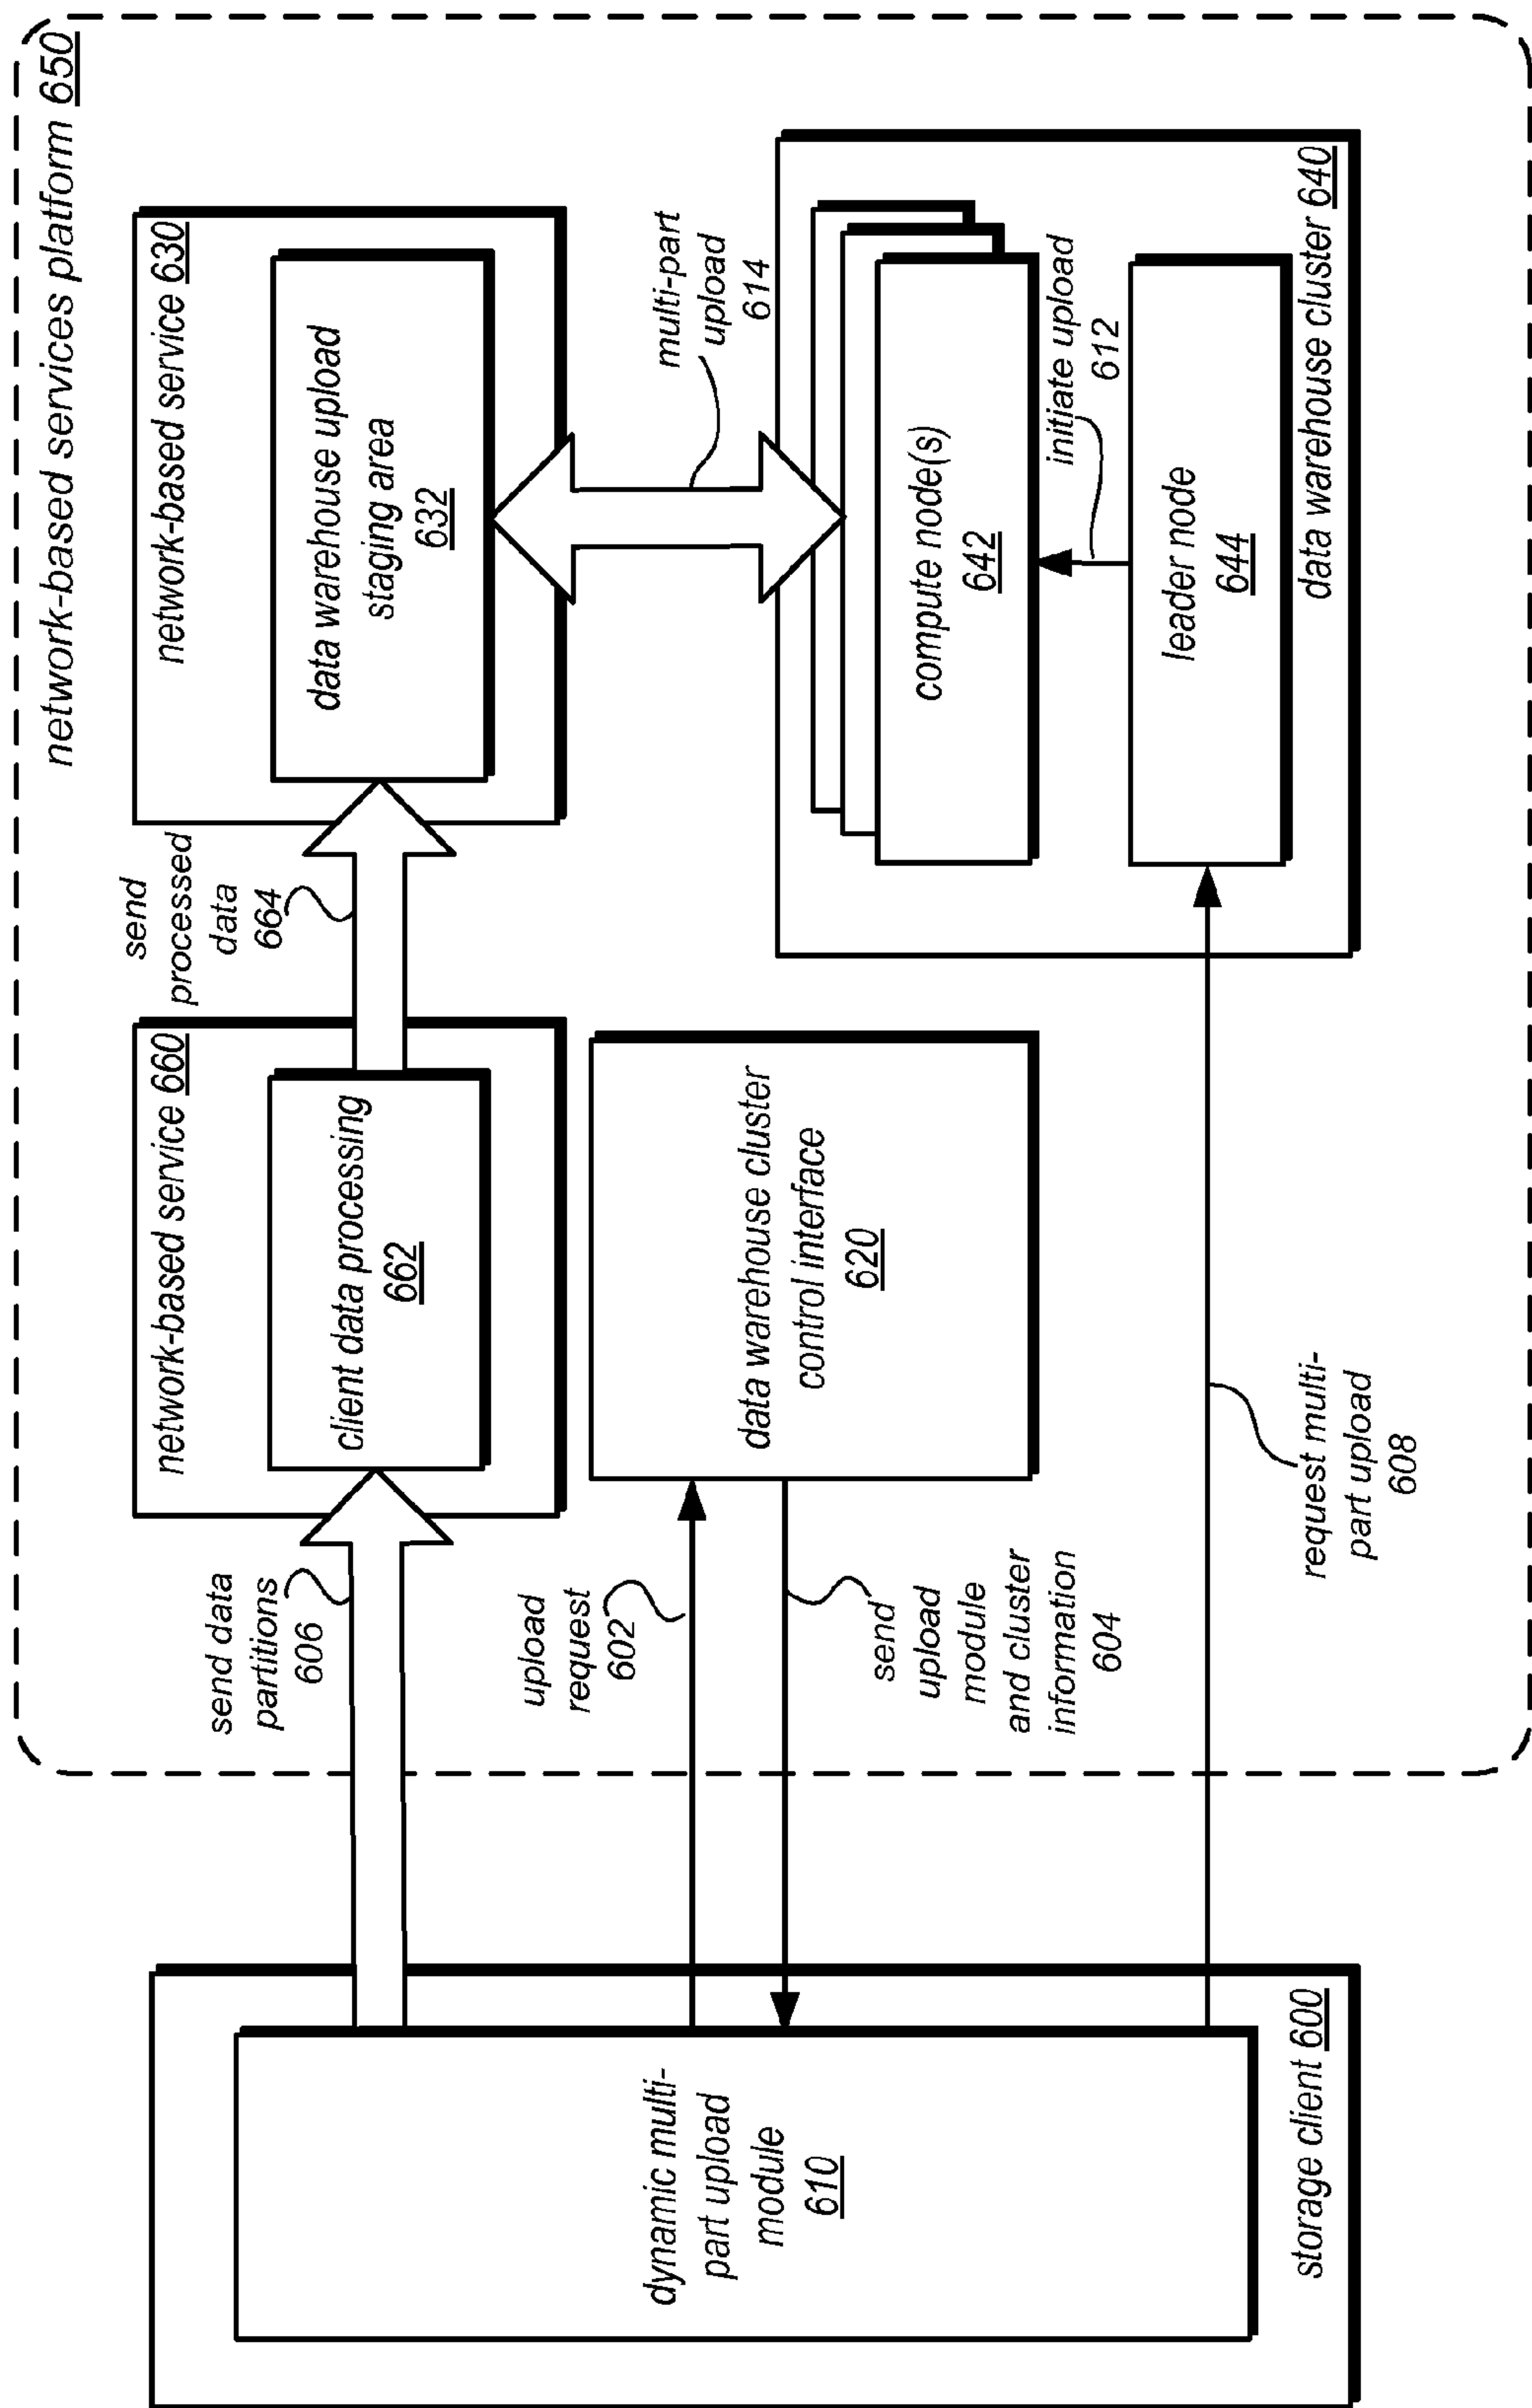 network-based services platform 650
network-based service 660
client data processing
662
send
processed
data
664
network-based service 630
data warehouse upload
staging area
632
send data
partitions
606
upload
request
602
data warehouse cluster
control interface
620
multi-part
upload
614
send
upload
module
and cluster
information
604
dynamic multi-
part upload
module
610
compute node(s)
642
initiate upload
612
leader node
644
data warehouse cluster 640
request multi-
part upload
608
storage client 600